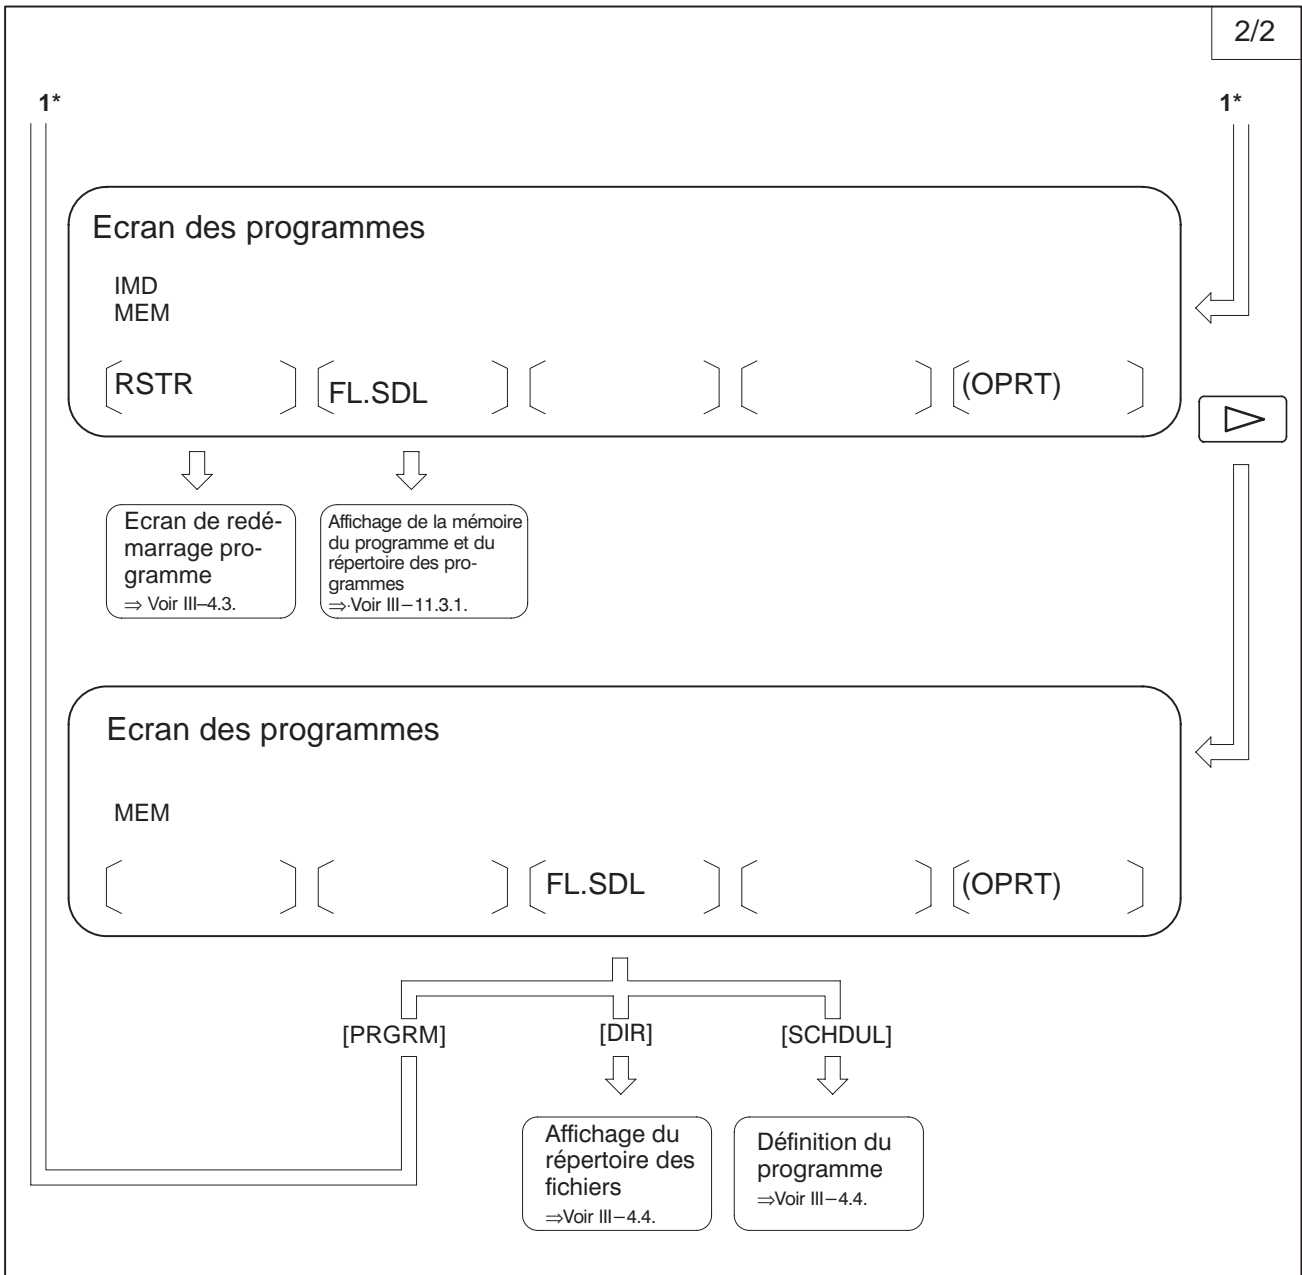 2/2
1*
1*
Ecran des programmes
IMD
MEM
RSTR
FL.SDL
(OPRT)
Ecran de redé-
marrage pro-
gramme
⇒ Voir III–4.3.
Affichage de la mémoire
du programme et du
répertoire des pro-
grammes
⇒·Voir III−11.3.1.
Ecran des programmes
MEM
FL.SDL
(OPRT)
[PRGRM]
[DIR]
[SCHDUL]
Affichage du
répertoire des
fichiers
⇒Voir III−4.4.
Définition du
programme
⇒Voir III−4.4.